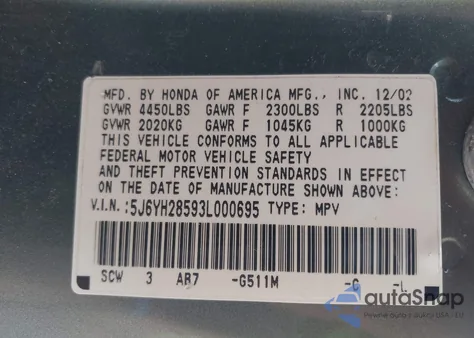 MFD. BY HONDA OF AMERICA MFG., INC. 12/02
GVWR 4450LBS GAWR F 2300LBS R 2205LBS
GVWR 2020KG GAWR F 1045KG R 1000KG
THIS VEHICLE CONFORMS TO ALL APPLICABLE
FEDERAL MOTOR VEHICLE SAFETY
AND THEFT PREVENTION STANDARDS IN EFFECT
ON THE DATE OF MANUFACTURE SHOWN ABOVE:
V.I.N.:5J6YH28593L000695 TYPE: MPV
SCW 3 AR7 -G511M -C -L
autoSnap